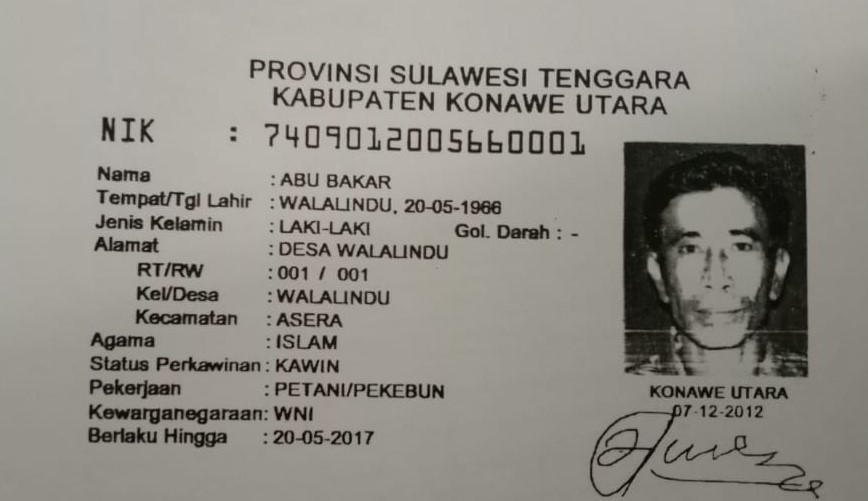 PROVINSI SULAWESI TENGGARA
KABUPATEN KONAWE UTARA
NIK : 7409012005660001
Nama : ABU BAKAR
Tempat/Tgl Lahir : WALALINDU, 20-05-1966
Jenis Kelamin : LAKI-LAKI Gol. Darah : -
Alamat : DESA WALALINDU
RT/RW : 001 / 001
Kel/Desa : WALALINDU
Kecamatan : ASERA
Agama : ISLAM
Status Perkawinan : KAWIN
Pekerjaan : PETANI/PEKEBUN
Kewarganegaraan: WNI
Berlaku Hingga : 20-05-2017
KONAWE UTARA
07-12-2012